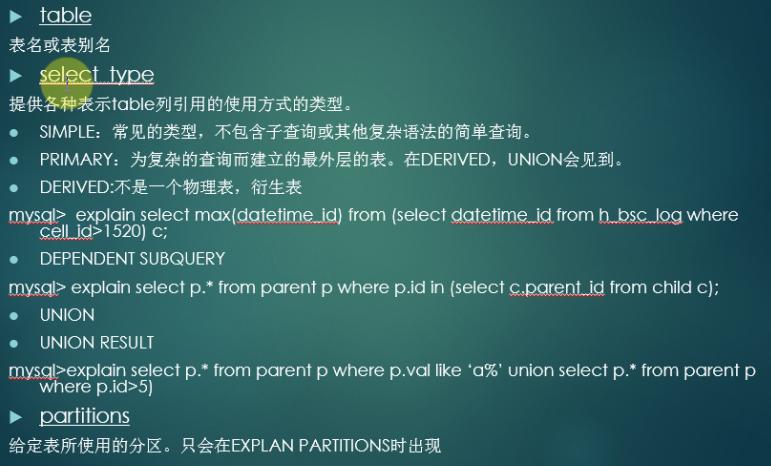 table
表名或表别名
select_type
提供各种表示table列引用的使用方式的类型。
SIMPLE：常见的类型，不包含子查询或其他复杂语法的简单查询。
PRIMARY：为复杂的查询而建立的最外层的表。在DERIVED，UNION会见到。
DERIVED:不是一个物理表，衍生表
mysql> explain select max(datetime_id) from (select datetime_id from h_bsc_log where
cell_id>1520) c;
DEPENDENT SUBQUERY
mysql> explain select p.* from parent p where p.id in (select c.parent_id from child c);
UNION
UNION RESULT
mysql>explain select p.* from parent p where p.val like ‘a%’ union select p.* from parent p
where p.id>5)
partitions
给定表所使用的分区。只会在EXPLAN PARTITIONS时出现